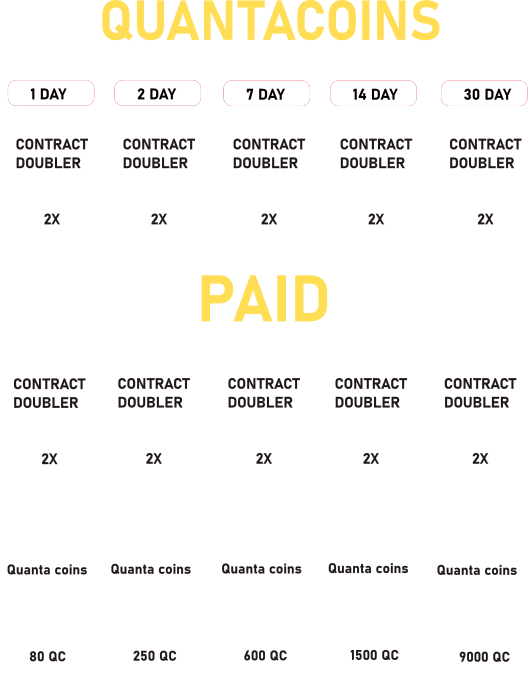 QUANTACOINS
1 DAY 2 DAY 7 DAY 14 DAY 30 DAY
CONTRACT CONTRACT CONTRACT CONTRACT CONTRACT
DOUBLER DOUBLER DOUBLER DOUBLER DOUBLER
2X 2X 2X 2X 2X
PAID
CONTRACT CONTRACT CONTRACT CONTRACT CONTRACT
DOUBLER DOUBLER DOUBLER DOUBLER DOUBLER
2X 2X 2X 2X 2X
Quanta coins Quanta coins Quanta coins Quanta coins Quanta coins
80 QC 250 QC 600 QC 1500 QC 9000 QC